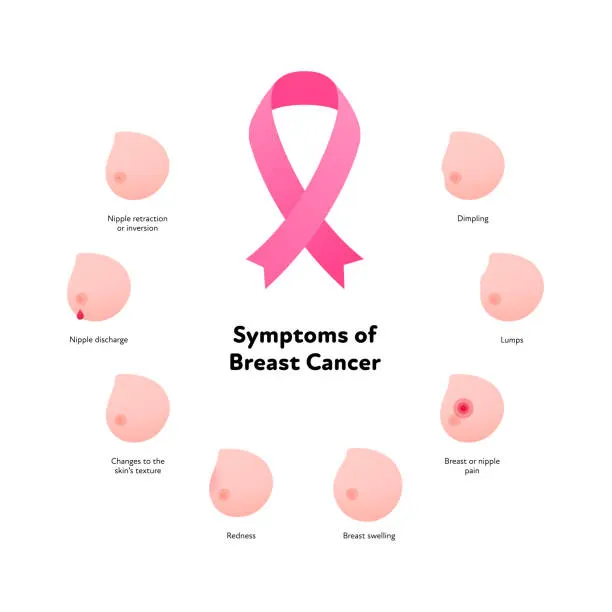 Symptoms of
Breast Cancer
Nipple retraction
or inversion
Dimpling
Nipple discharge
Lumps
Changes to the
skin's texture
Breast or nipple
pain
Redness
Breast swelling